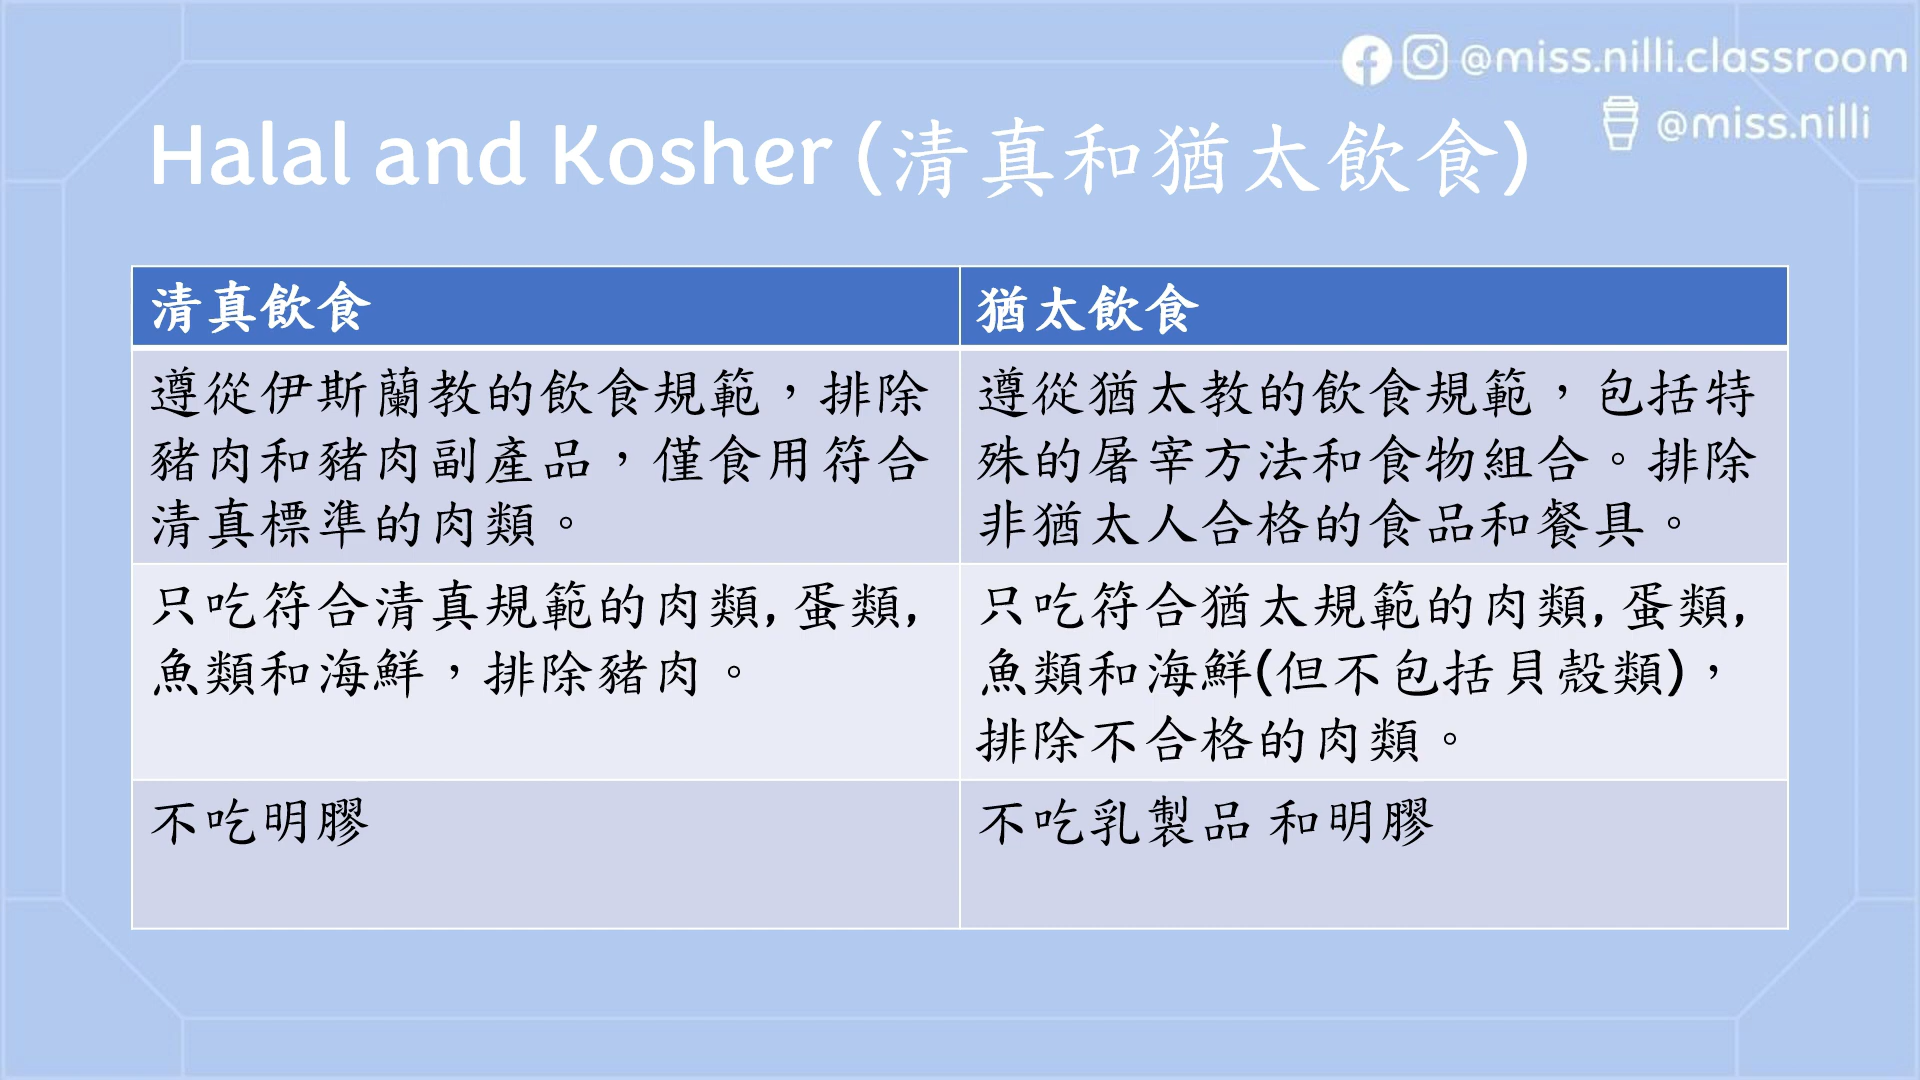 @miss.nilli.classroom
@miss.nilli
Halal and Kosher (清真和猶太飲食)
清真飲食
猶太飲食
遵從伊斯蘭教的飲食規範，排除
豬肉和豬肉副產品，僅食用符合
清真標準的肉類。
遵從猶太教的飲食規範，包括特
殊的屠宰方法和食物組合。排除
非猶太人合格的食品和餐具。
只吃符合清真規範的肉類, 蛋類,
魚類和海鮮，排除豬肉。
只吃符合猶太規範的肉類, 蛋類,
魚類和海鮮(但不包括貝殼類)，
排除不合格的肉類。
不吃明膠
不吃乳製品 和明膠